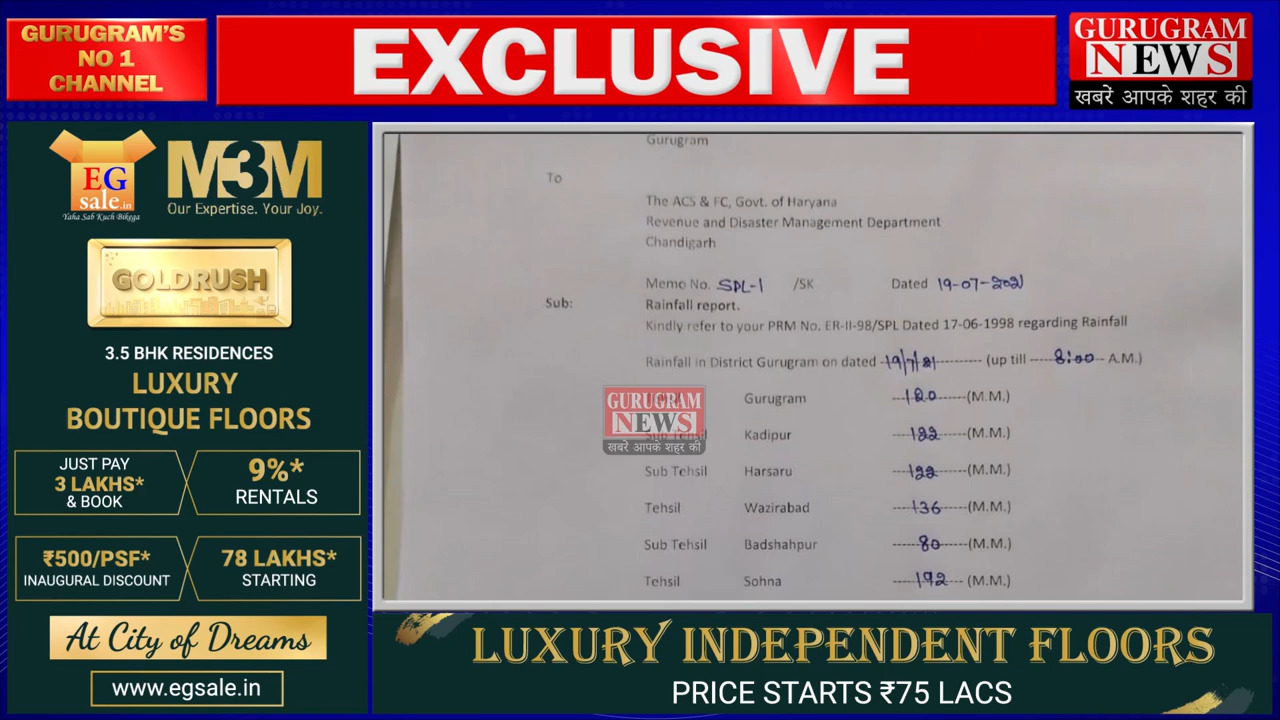 GURUGRAM'S
NO 1
CHANNEL
EXCLUSIVE
GURUGRAM
NEWS
खबरें आपके शहर की
EG
sale.in
Yaha Sab Kuch Bikega
M3M
Our Expertise. Your Joy.
GOLDRUSH
3.5 BHK RESIDENCES
LUXURY
BOUTIQUE FLOORS
JUST PAY
3 LAKHS*
& BOOK
9%*
RENTALS
₹500/PSF*
INAUGURAL DISCOUNT
78 LAKHS*
STARTING
At City of Dreams
www.egsale.in
Gurugram
To
The ACS & FC, Govt. of Haryana
Revenue and Disaster Management Department
Chandigarh
Memo No. SPL-1 /SK Dated 19-07-2021
Sub: Rainfall report.
Kindly refer to your PRM No. ER-II-98/SPL Dated 17-06-1998 regarding Rainfall
Rainfall in District Gurugram on dated -19/7/21----------- (up till -----8:00-- A.M.)
Gurugram ---120------(M.M.)
GURUGRAM
NEWS
खबरें आपके शहर की
Sub Tehsil Kadipur ---122------(M.M.)
Sub Tehsil Harsaru ---122------(M.M.)
Tehsil Wazirabad ----136------(M.M.)
Sub Tehsil Badshahpur -----80------(M.M.)
Tehsil Sohna ----192---- (M.M.)
LUXURY INDEPENDENT FLOORS
PRICE STARTS ₹75 LACS